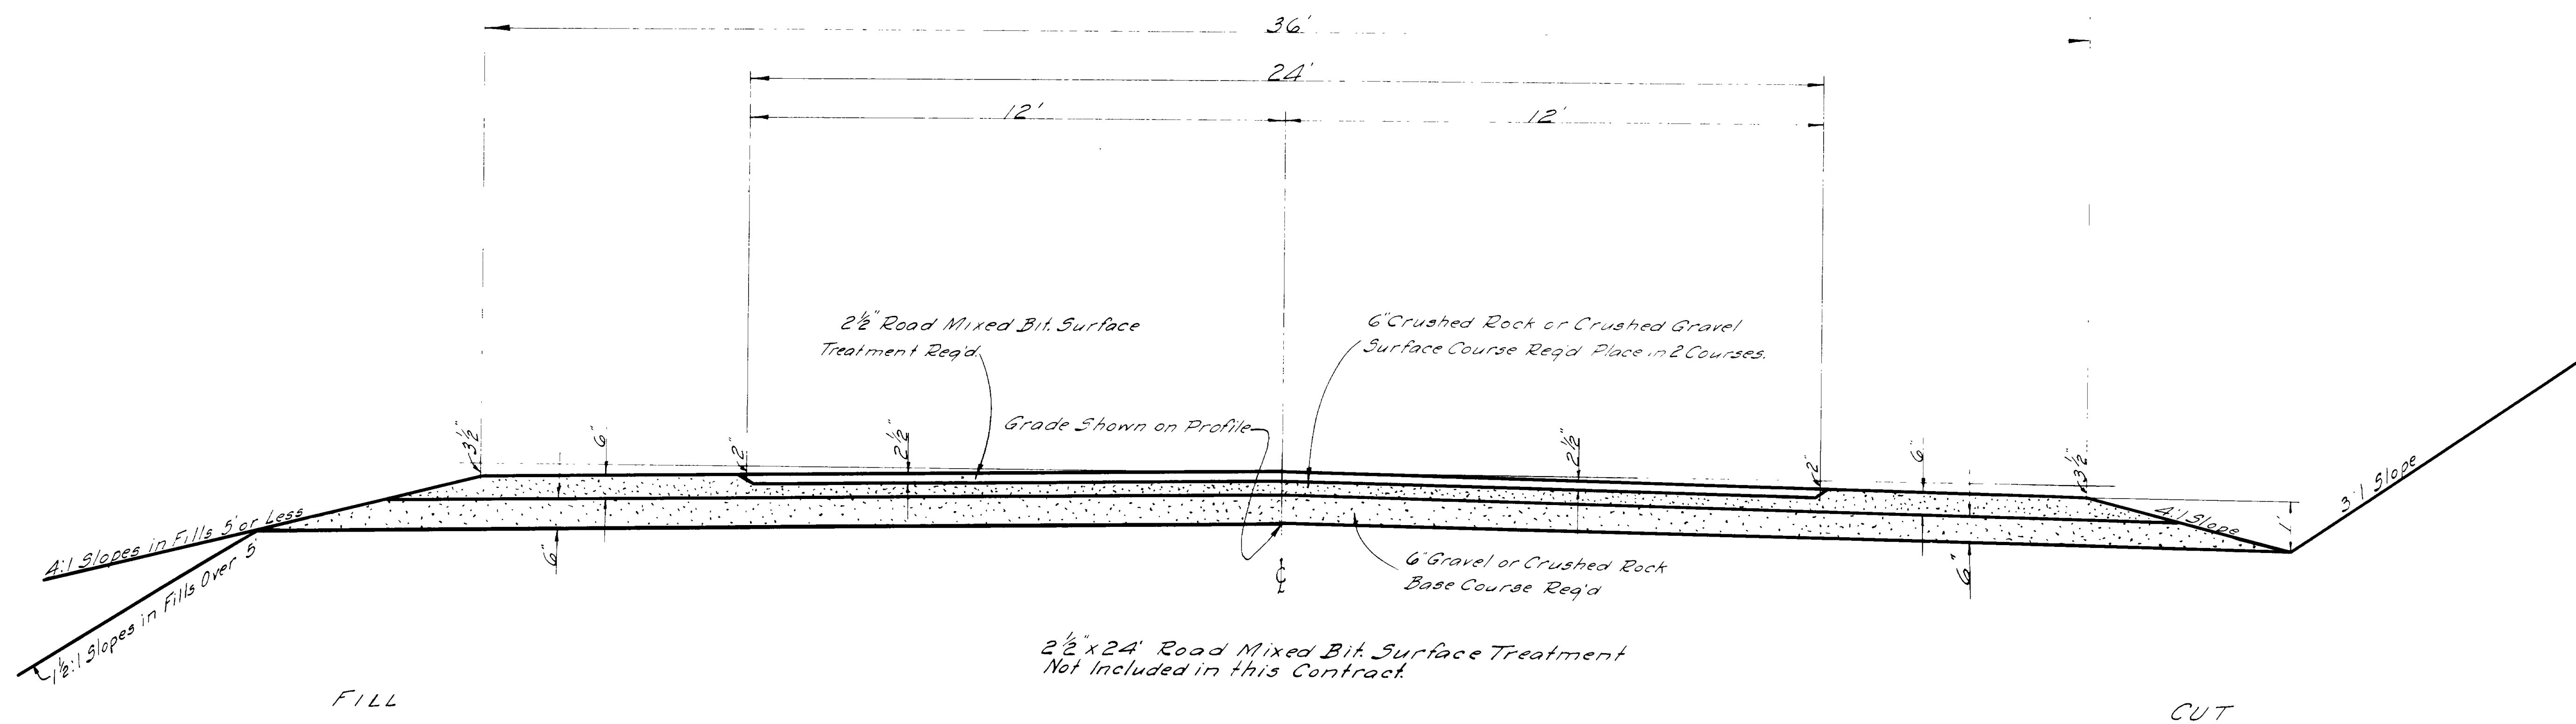 36'
24'
12'
12'
2½" Road Mixed Bit. Surface
Treatment Req'd.
6" Crushed Rock or Crushed Gravel
Surface Course Req'd Place in 2 Courses.
Grade Shown on Profile
3½"
6"
2"
2½"
2½"
2"
6"
3½"
4:1 Slopes in Fills 5' or Less
1½:1 Slopes in Fills Over 5'
6"
6"
4:1 Slope
1'
3:1 Slope
℄
6" Gravel or Crushed Rock
Base Course Req'd
2½" x 24' Road Mixed Bit. Surface Treatment
Not Included in this Contract.
FILL
CUT